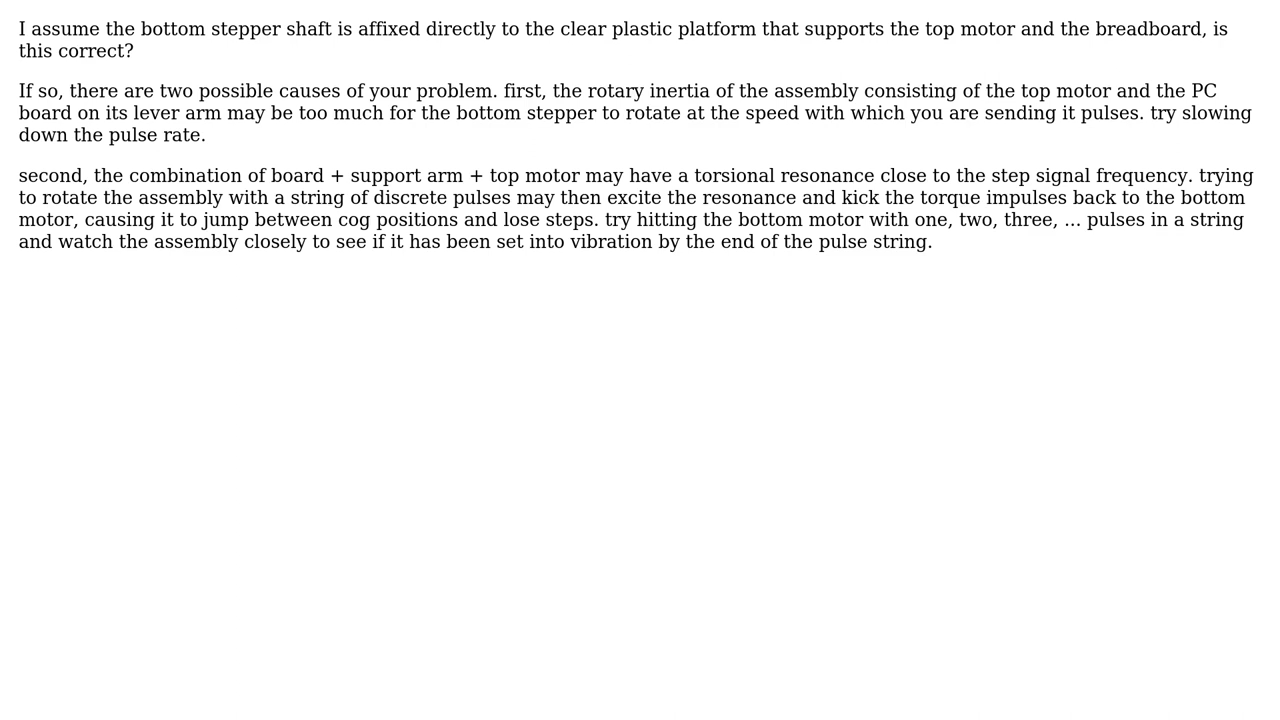 I assume the bottom stepper shaft is affixed directly to the clear plastic platform that supports the top motor and the breadboard, is
this correct?
If so, there are two possible causes of your problem. first, the rotary inertia of the assembly consisting of the top motor and the PC
board on its lever arm may be too much for the bottom stepper to rotate at the speed with which you are sending it pulses. try slowing
down the pulse rate.
second, the combination of board + support arm + top motor may have a torsional resonance close to the step signal frequency. trying
to rotate the assembly with a string of discrete pulses may then excite the resonance and kick the torque impulses back to the bottom
motor, causing it to jump between cog positions and lose steps. try hitting the bottom motor with one, two, three, ... pulses in a string
and watch the assembly closely to see if it has been set into vibration by the end of the pulse string.